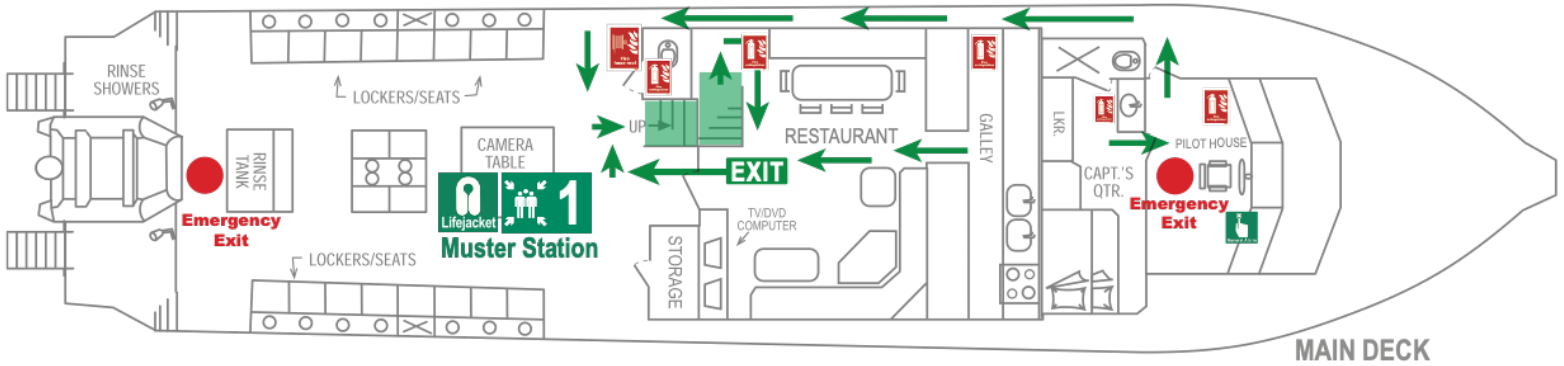 RINSE
SHOWERS
LOCKERS/SEATS
RINSE
TANK
Emergency
Exit
CAMERA
TABLE
Lifejacket
1
Muster Station
LOCKERS/SEATS
UP
RESTAURANT
EXIT
TV/DVD
COMPUTER
STORAGE
GALLEY
LKR.
CAPT.'S
QTR.
PILOT HOUSE
Emergency
Exit
MAIN DECK